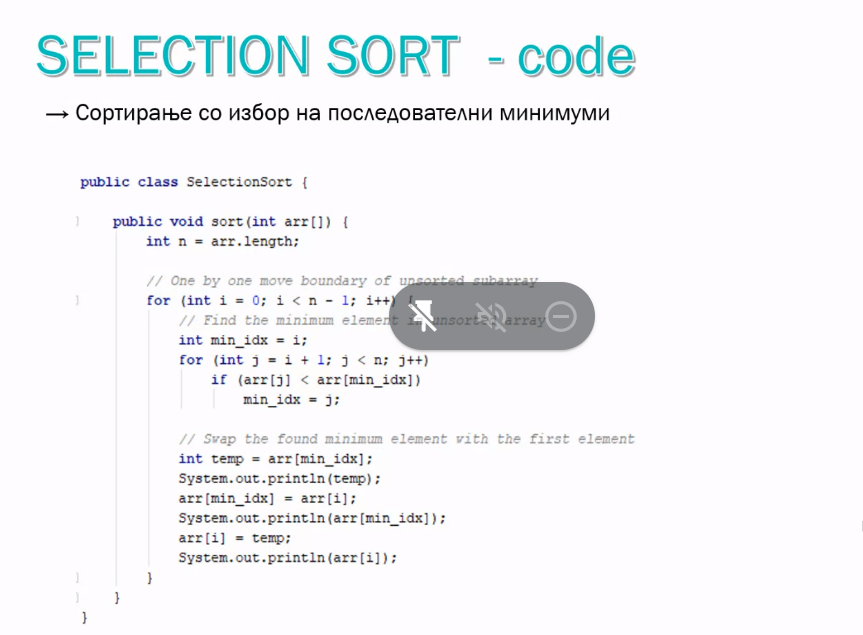 SELECTION SORT - code
→ Сортирање со избор на последователни минимуми
public class SelectionSort {
public void sort(int arr[]) {
int n = arr.length;
// One by one move boundary of unsorted subarray
for (int i = 0; i < n - 1; i++) {
// Find the minimum element in unsorted array
int min_idx = i;
for (int j = i + 1; j < n; j++)
if (arr[j] < arr[min_idx])
min_idx = j;
// Swap the found minimum element with the first element
int temp = arr[min_idx];
System.out.println(temp);
arr[min_idx] = arr[i];
System.out.println(arr[min_idx]);
arr[i] = temp;
System.out.println(arr[i]);
}
}
}